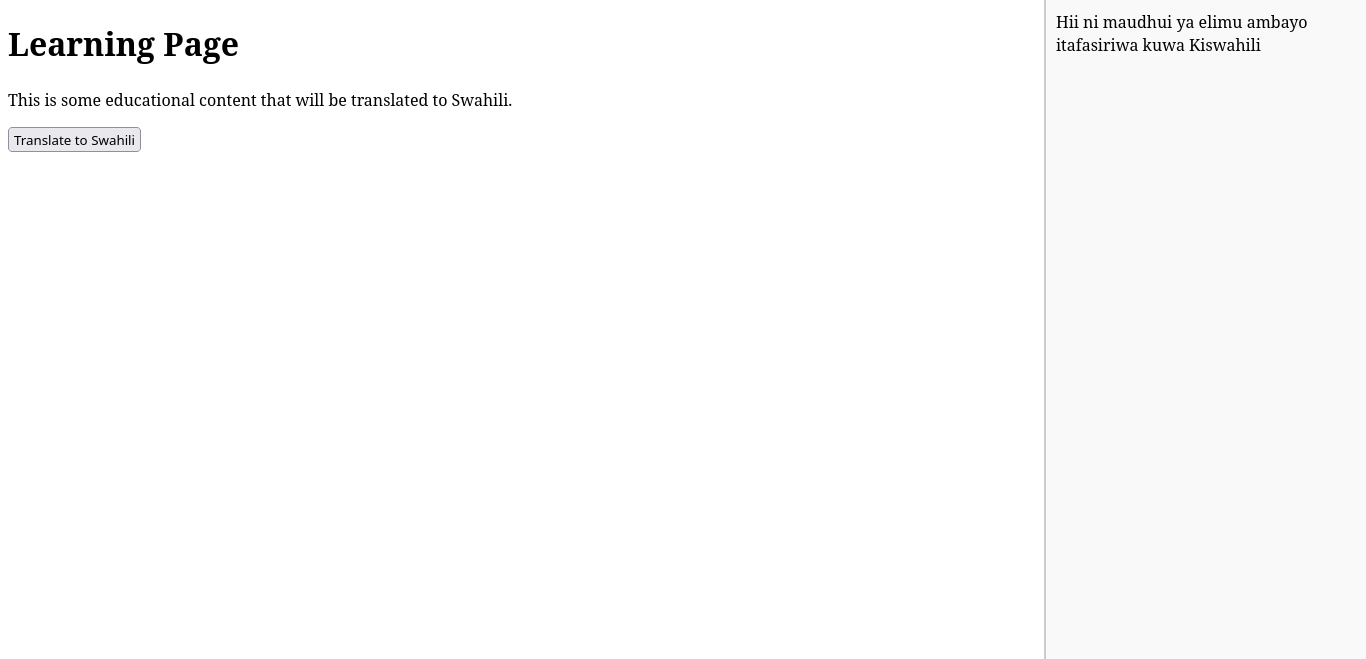 Learning Page
This is some educational content that will be translated to Swahili.
Translate to Swahili
Hii ni maudhui ya elimu ambayo
itafasiriwa kuwa Kiswahili